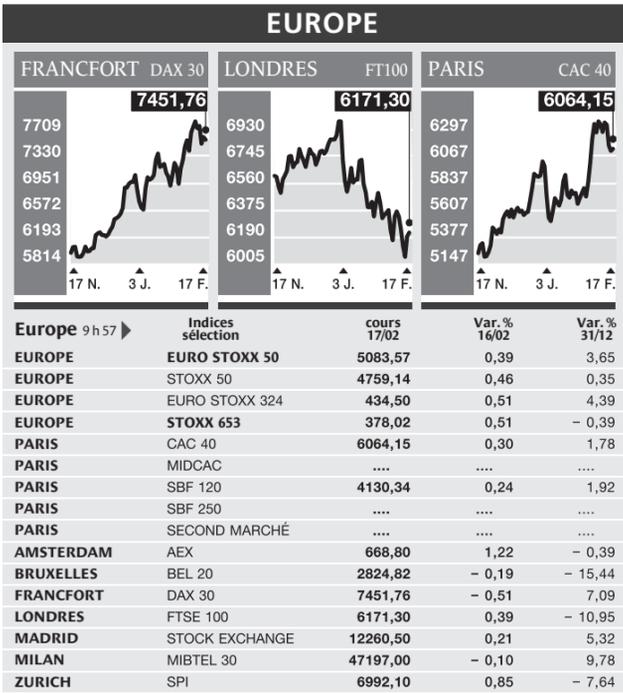 EUROPE
FRANCFORT DAX 30
7451,76
7709
7330
6951
6572
6193
5814
17 N. 3 J. 17 F.
LONDRES FT100
6171,30
6930
6745
6560
6375
6190
6005
17 N. 3 J. 17 F.
PARIS CAC 40
6064,15
6297
6067
5837
5607
5377
5147
17 N. 3 J. 17 F.
Europe 9h57 Indices sélection cours 17/02 Var. % 16/02 Var. % 31/12
EUROPE EURO STOXX 50 5083,57 0,39 3,65
EUROPE STOXX 50 4759,14 0,46 0,35
EUROPE EURO STOXX 324 434,50 0,51 4,39
EUROPE STOXX 653 378,02 0,51 – 0,39
PARIS CAC 40 6064,15 0,30 1,78
PARIS MIDCAC .... .... ....
PARIS SBF 120 4130,34 0,24 1,92
PARIS SBF 250 .... .... ....
PARIS SECOND MARCHÉ .... .... ....
AMSTERDAM AEX 668,80 1,22 – 0,39
BRUXELLES BEL 20 2824,82 – 0,19 – 15,44
FRANCFORT DAX 30 7451,76 – 0,51 7,09
LONDRES FTSE 100 6171,30 0,39 – 10,95
MADRID STOCK EXCHANGE 12260,50 0,21 5,32
MILAN MIBTEL 30 47197,00 – 0,10 9,78
ZURICH SPI 6992,10 0,85 – 7,64